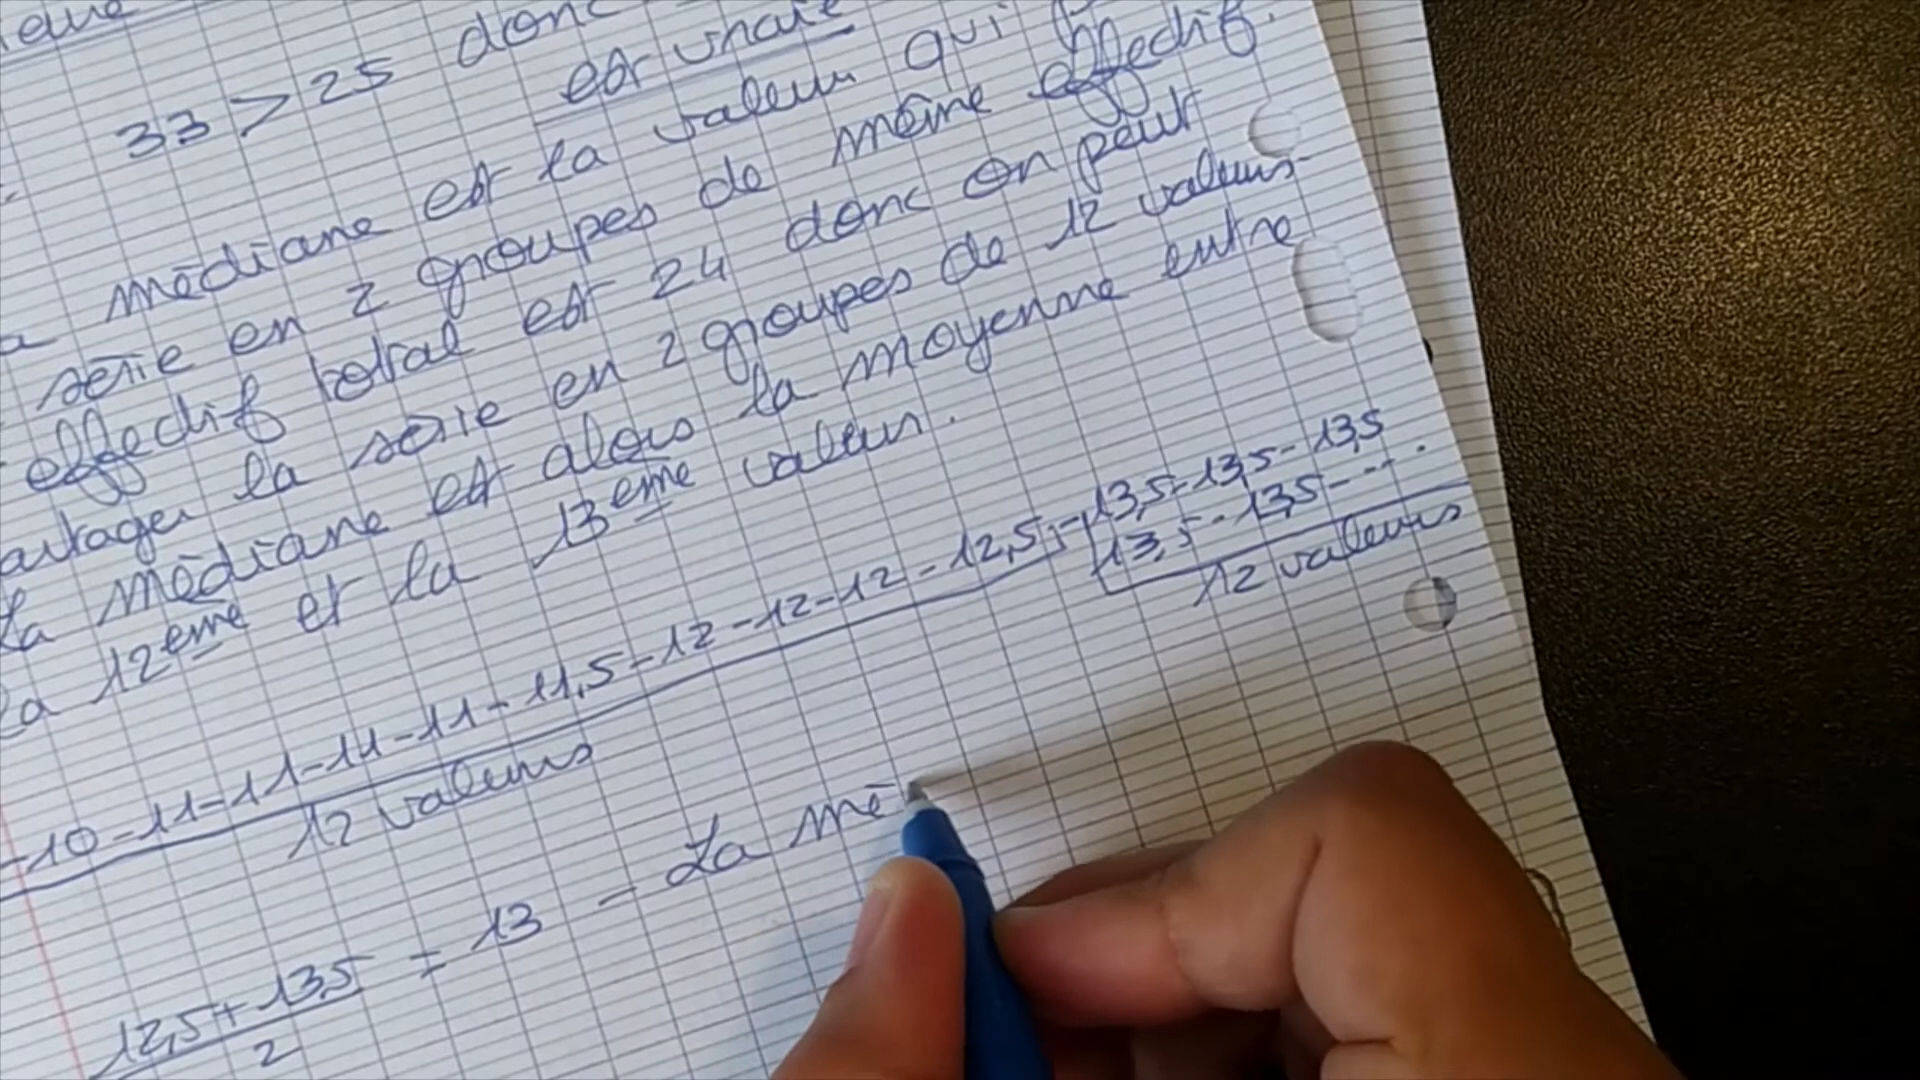 33 > 25 donc
est vraie
médiane est la valeur qui
série en 2 groupes de même effectif.
effectif total est 24 donc on peut
partager la série en 2 groupes de 12 valeurs.
La médiane est alors la moyenne entre
la 12eme et la 13eme valeur.
-10-11-11-11-11-11,5-12-12-12-12,5-13,5-13,5-13,5
13,5-13,5-...
12 valeurs
12 valeurs
12,5+13,5 = 13 - La mé
2